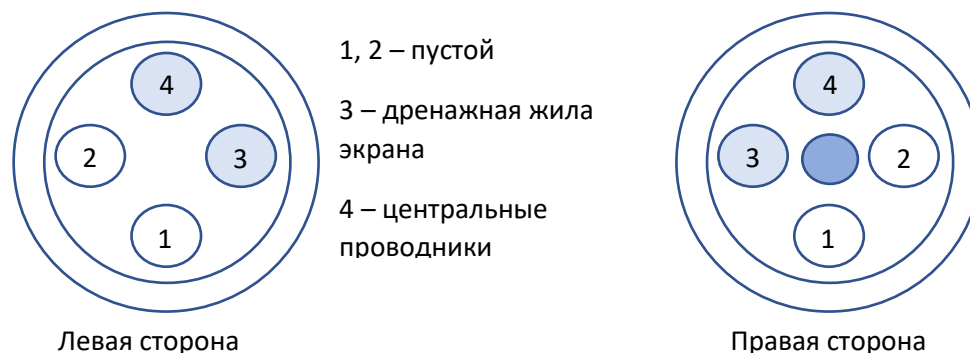 4
2
3
1
Левая сторона
1, 2 – пустой
3 – дренажная жила
экрана
4 – центральные
проводники
4
3
2
1
Правая сторона